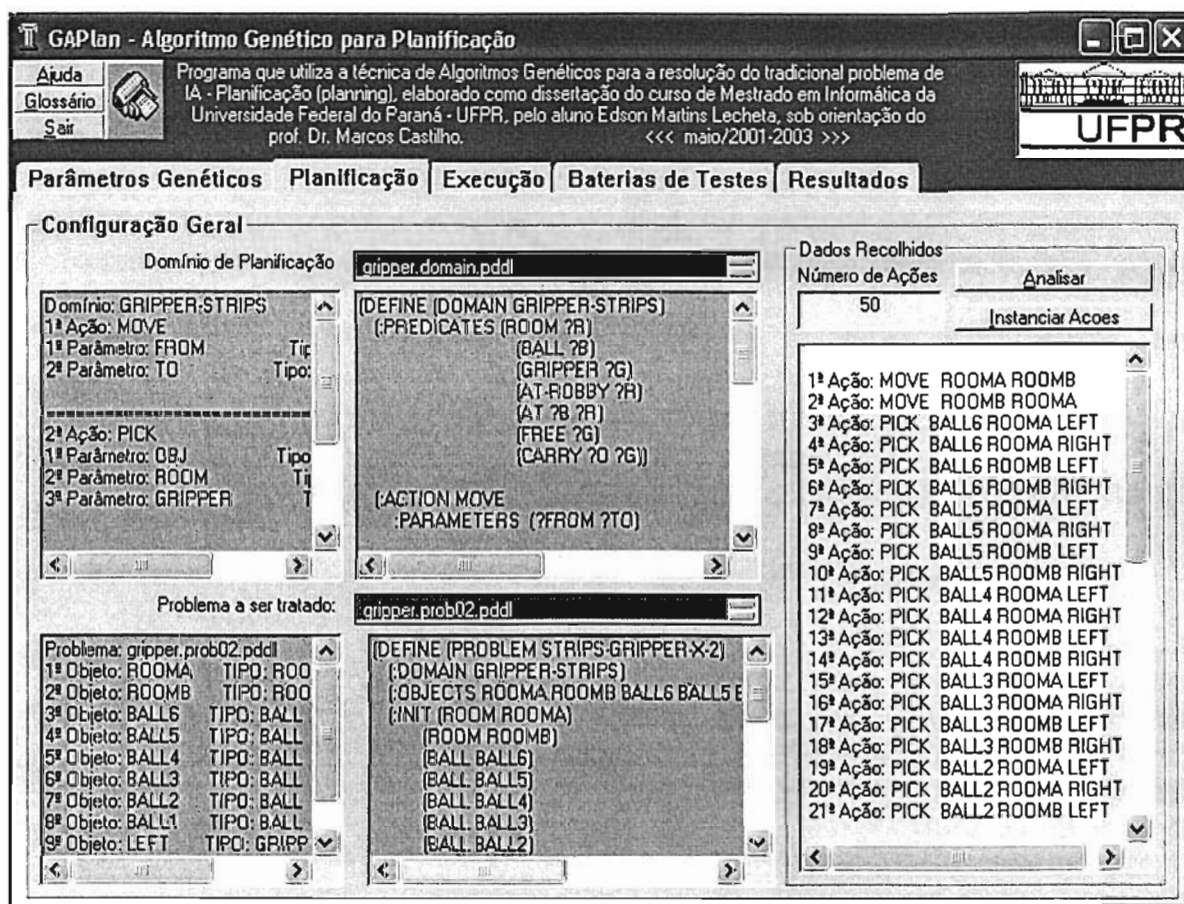 GAPlan - Algoritmo Genético para Planificação
Ajuda
Glossário
Sair
Programa que utiliza a técnica de Algoritmos Genéticos para a resolução do tradicional problema de
IA - Planificação (planning), elaborado como dissertação do curso de Mestrado em Informática da
Universidade Federal do Paraná - UFPR, pelo aluno Edson Martins Lecheta, sob orientação do
prof. Dr. Marcos Castilho. <<< maio/2001-2003 >>>
UFPR
Parâmetros Genéticos Planificação Execução Baterias de Testes Resultados
Configuração Geral
Domínio de Planificação
gripper.domain.pddl
Domínio: GRIPPER-STRIPS
1ª Ação: MOVE
1º Parâmetro: FROM Tip
2º Parâmetro: TO Tipo:
==============================
2ª Ação: PICK
1º Parâmetro: OBJ Tipo
2º Parâmetro: ROOM Ti
3º Parâmetro: GRIPPER T
(DEFINE (DOMAIN GRIPPER-STRIPS)
(:PREDICATES (ROOM ?R)
(BALL ?B)
(GRIPPER ?G)
(AT-ROBBY ?R)
(AT ?B ?R)
(FREE ?G)
(CARRY ?O ?G))
(:ACTION MOVE
:PARAMETERS (?FROM ?TO)
Problema a ser tratado:
gripper.prob02.pddl
Problema: gripper.prob02.pddl
1º Objeto: ROOMA TIPO: ROO
2º Objeto: ROOMB TIPO: ROO
3º Objeto: BALL6 TIPO: BALL
4º Objeto: BALL5 TIPO: BALL
5º Objeto: BALL4 TIPO: BALL
6º Objeto: BALL3 TIPO: BALL
7º Objeto: BALL2 TIPO: BALL
8º Objeto: BALL1 TIPO: BALL
9º Objeto: LEFT TIPO: GRIPP
(DEFINE (PROBLEM STRIPS-GRIPPER-X-2)
(:DOMAIN GRIPPER-STRIPS)
(:OBJECTS ROOMA ROOMB BALL6 BALL5 B
(:INIT (ROOM ROOMA)
(ROOM ROOMB)
(BALL BALL6)
(BALL BALL5)
(BALL BALL4)
(BALL BALL3)
(BALL BALL2)
Dados Recolhidos
Número de Ações
50
Analisar
Instanciar Acoes
1ª Ação: MOVE ROOMA ROOMB
2ª Ação: MOVE ROOMB ROOMA
3ª Ação: PICK BALL6 ROOMA LEFT
4ª Ação: PICK BALL6 ROOMA RIGHT
5ª Ação: PICK BALL6 ROOMB LEFT
6ª Ação: PICK BALL6 ROOMB RIGHT
7ª Ação: PICK BALL5 ROOMA LEFT
8ª Ação: PICK BALL5 ROOMA RIGHT
9ª Ação: PICK BALL5 ROOMB LEFT
10ª Ação: PICK BALL5 ROOMB RIGHT
11ª Ação: PICK BALL4 ROOMA LEFT
12ª Ação: PICK BALL4 ROOMA RIGHT
13ª Ação: PICK BALL4 ROOMB LEFT
14ª Ação: PICK BALL4 ROOMB RIGHT
15ª Ação: PICK BALL3 ROOMA LEFT
16ª Ação: PICK BALL3 ROOMA RIGHT
17ª Ação: PICK BALL3 ROOMB LEFT
18ª Ação: PICK BALL3 ROOMB RIGHT
19ª Ação: PICK BALL2 ROOMA LEFT
20ª Ação: PICK BALL2 ROOMA RIGHT
21ª Ação: PICK BALL2 ROOMB LEFT